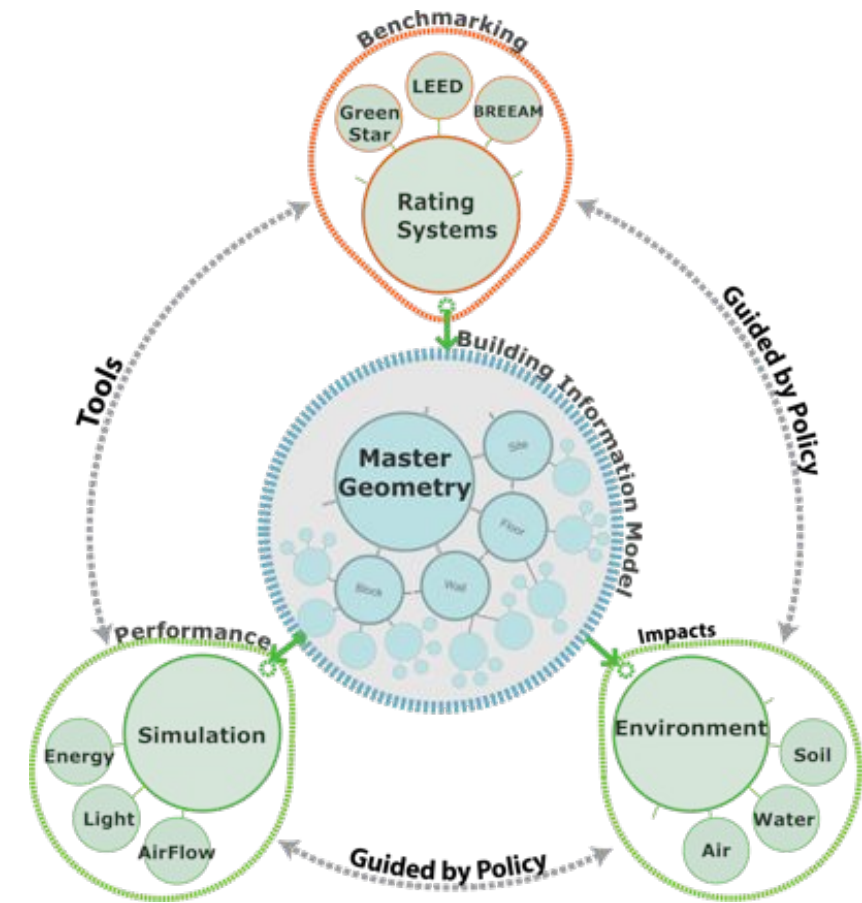 Benchmarking
LEED
Green
Star
BREEAM
Rating
Systems
Tools
Guided by Policy
Building Information Model
Master
Geometry
Site
Floor
Wall
Block
Performance
Simulation
Energy
Light
AirFlow
Impacts
Environment
Soil
Water
Air
Guided by Policy